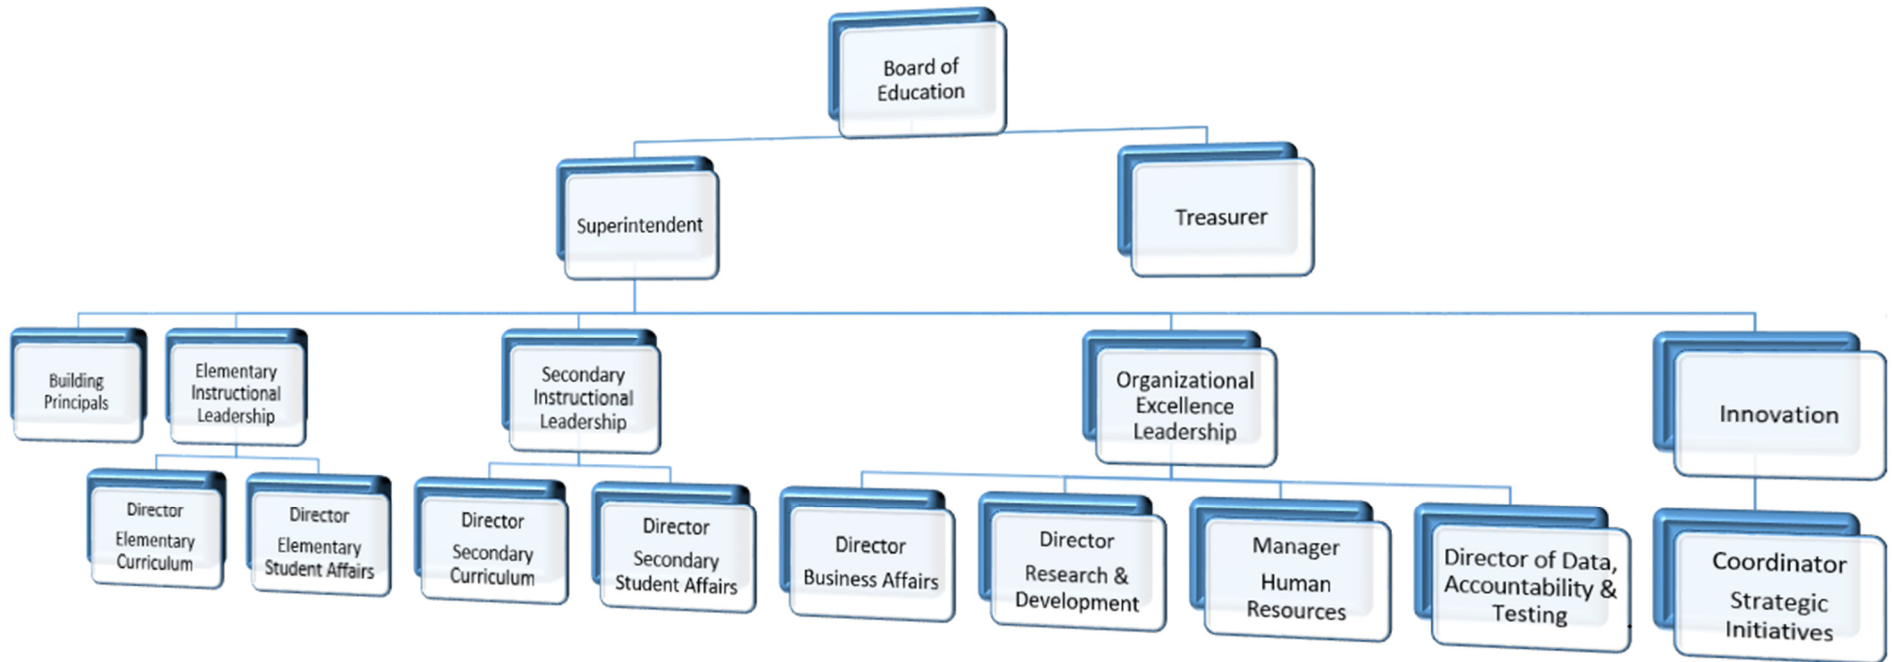 Board of
Education
Superintendent
Treasurer
Building
Principals
Elementary
Instructional
Leadership
Secondary
Instructional
Leadership
Organizational
Excellence
Leadership
Innovation
Director
Elementary
Curriculum
Director
Elementary
Student Affairs
Director
Secondary
Curriculum
Director
Secondary
Student Affairs
Director
Business Affairs
Director
Research &
Development
Manager
Human
Resources
Director of Data,
Accountability &
Testing
Coordinator
Strategic
Initiatives